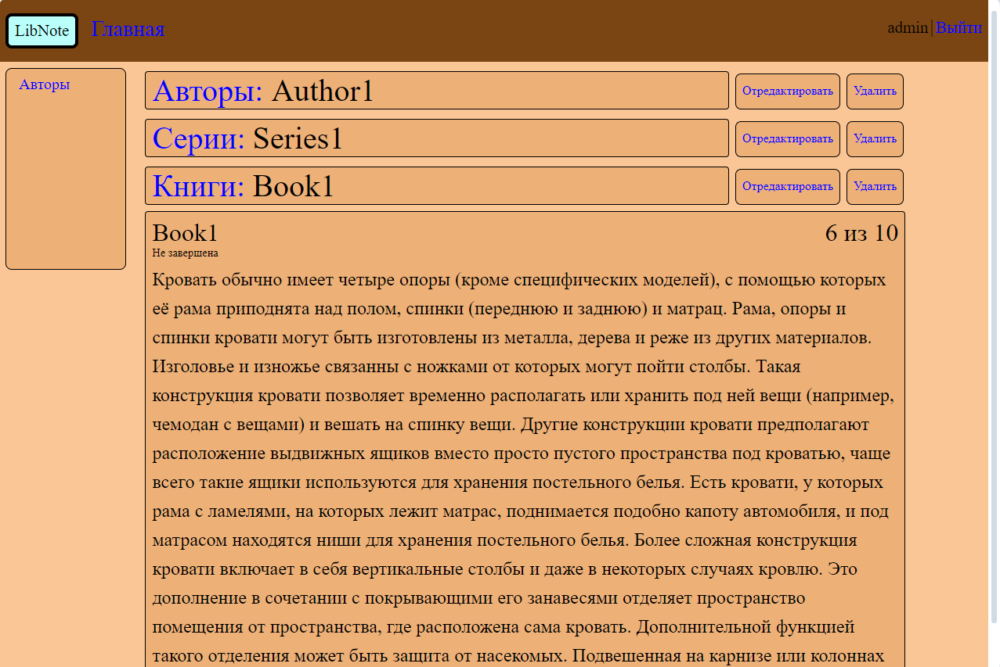 LibNote Главная admin|Выйти
Авторы
Авторы: Author1 Отредактировать Удалить
Серии: Series1 Отредактировать Удалить
Книги: Book1 Отредактировать Удалить
Book1 6 из 10
Не завершена
Кровать обычно имеет четыре опоры (кроме специфических моделей), с помощью которых
её рама приподнята над полом, спинки (переднюю и заднюю) и матрац. Рама, опоры и
спинки кровати могут быть изготовлены из металла, дерева и реже из других материалов.
Изголовье и изножье связанны с ножками от которых могут пойти столбы. Такая
конструкция кровати позволяет временно располагать или хранить под ней вещи (например,
чемодан с вещами) и вешать на спинку вещи. Другие конструкции кровати предполагают
расположение выдвижных ящиков вместо просто пустого пространства под кроватью, чаще
всего такие ящики используются для хранения постельного белья. Есть кровати, у которых
рама с ламелями, на которых лежит матрас, поднимается подобно капоту автомобиля, и под
матрасом находятся ниши для хранения постельного белья. Более сложная конструкция
кровати включает в себя вертикальные столбы и даже в некоторых случаях кровлю. Это
дополнение в сочетании с покрывающими его занавесями отделяет пространство
помещения от пространства, где расположена сама кровать. Дополнительной функцией
такого отделения может быть защита от насекомых. Подвешенная на карнизе или колоннах